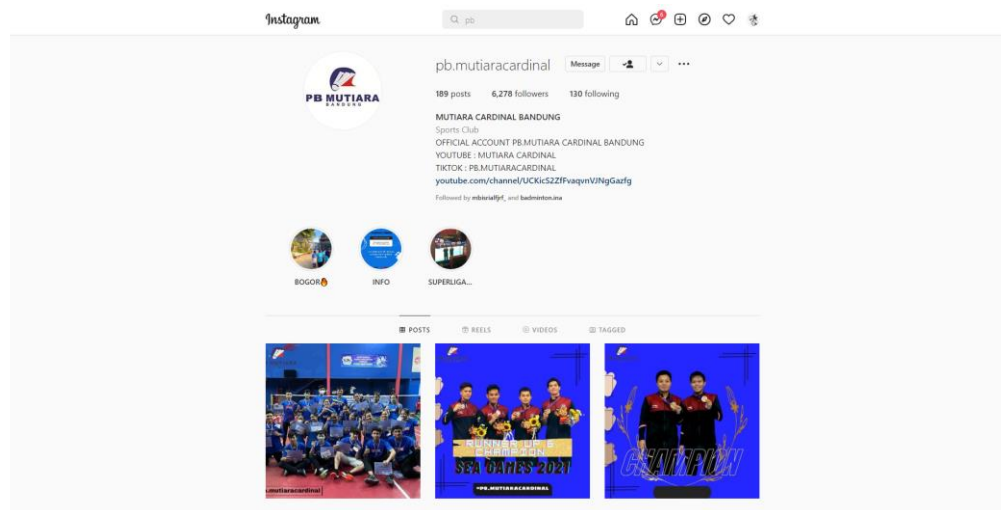 Instagram
pb
6
PB MUTIARA
BANDUNG
pb.mutiaracardinal
Message
189 posts 6,278 followers 130 following
MUTIARA CARDINAL BANDUNG
Sports Club
OFFICIAL ACCOUNT PB.MUTIARA CARDINAL BANDUNG
YOUTUBE : MUTIARA CARDINAL
TIKTOK : PB.MUTIARACARDINAL
youtube.com/channel/UCKicS2ZfFvaqvnVJNgGazfg
and badminton.ina
Followed by
BOGOR🔥 INFO SUPERLIGA...
POSTS REELS VIDEOS TAGGED
.mutiaracardinal
RUNNER UP &
CHAMPION
SEA GAMES 2021
PB.MUTIARACARDINAL
CHAMPION